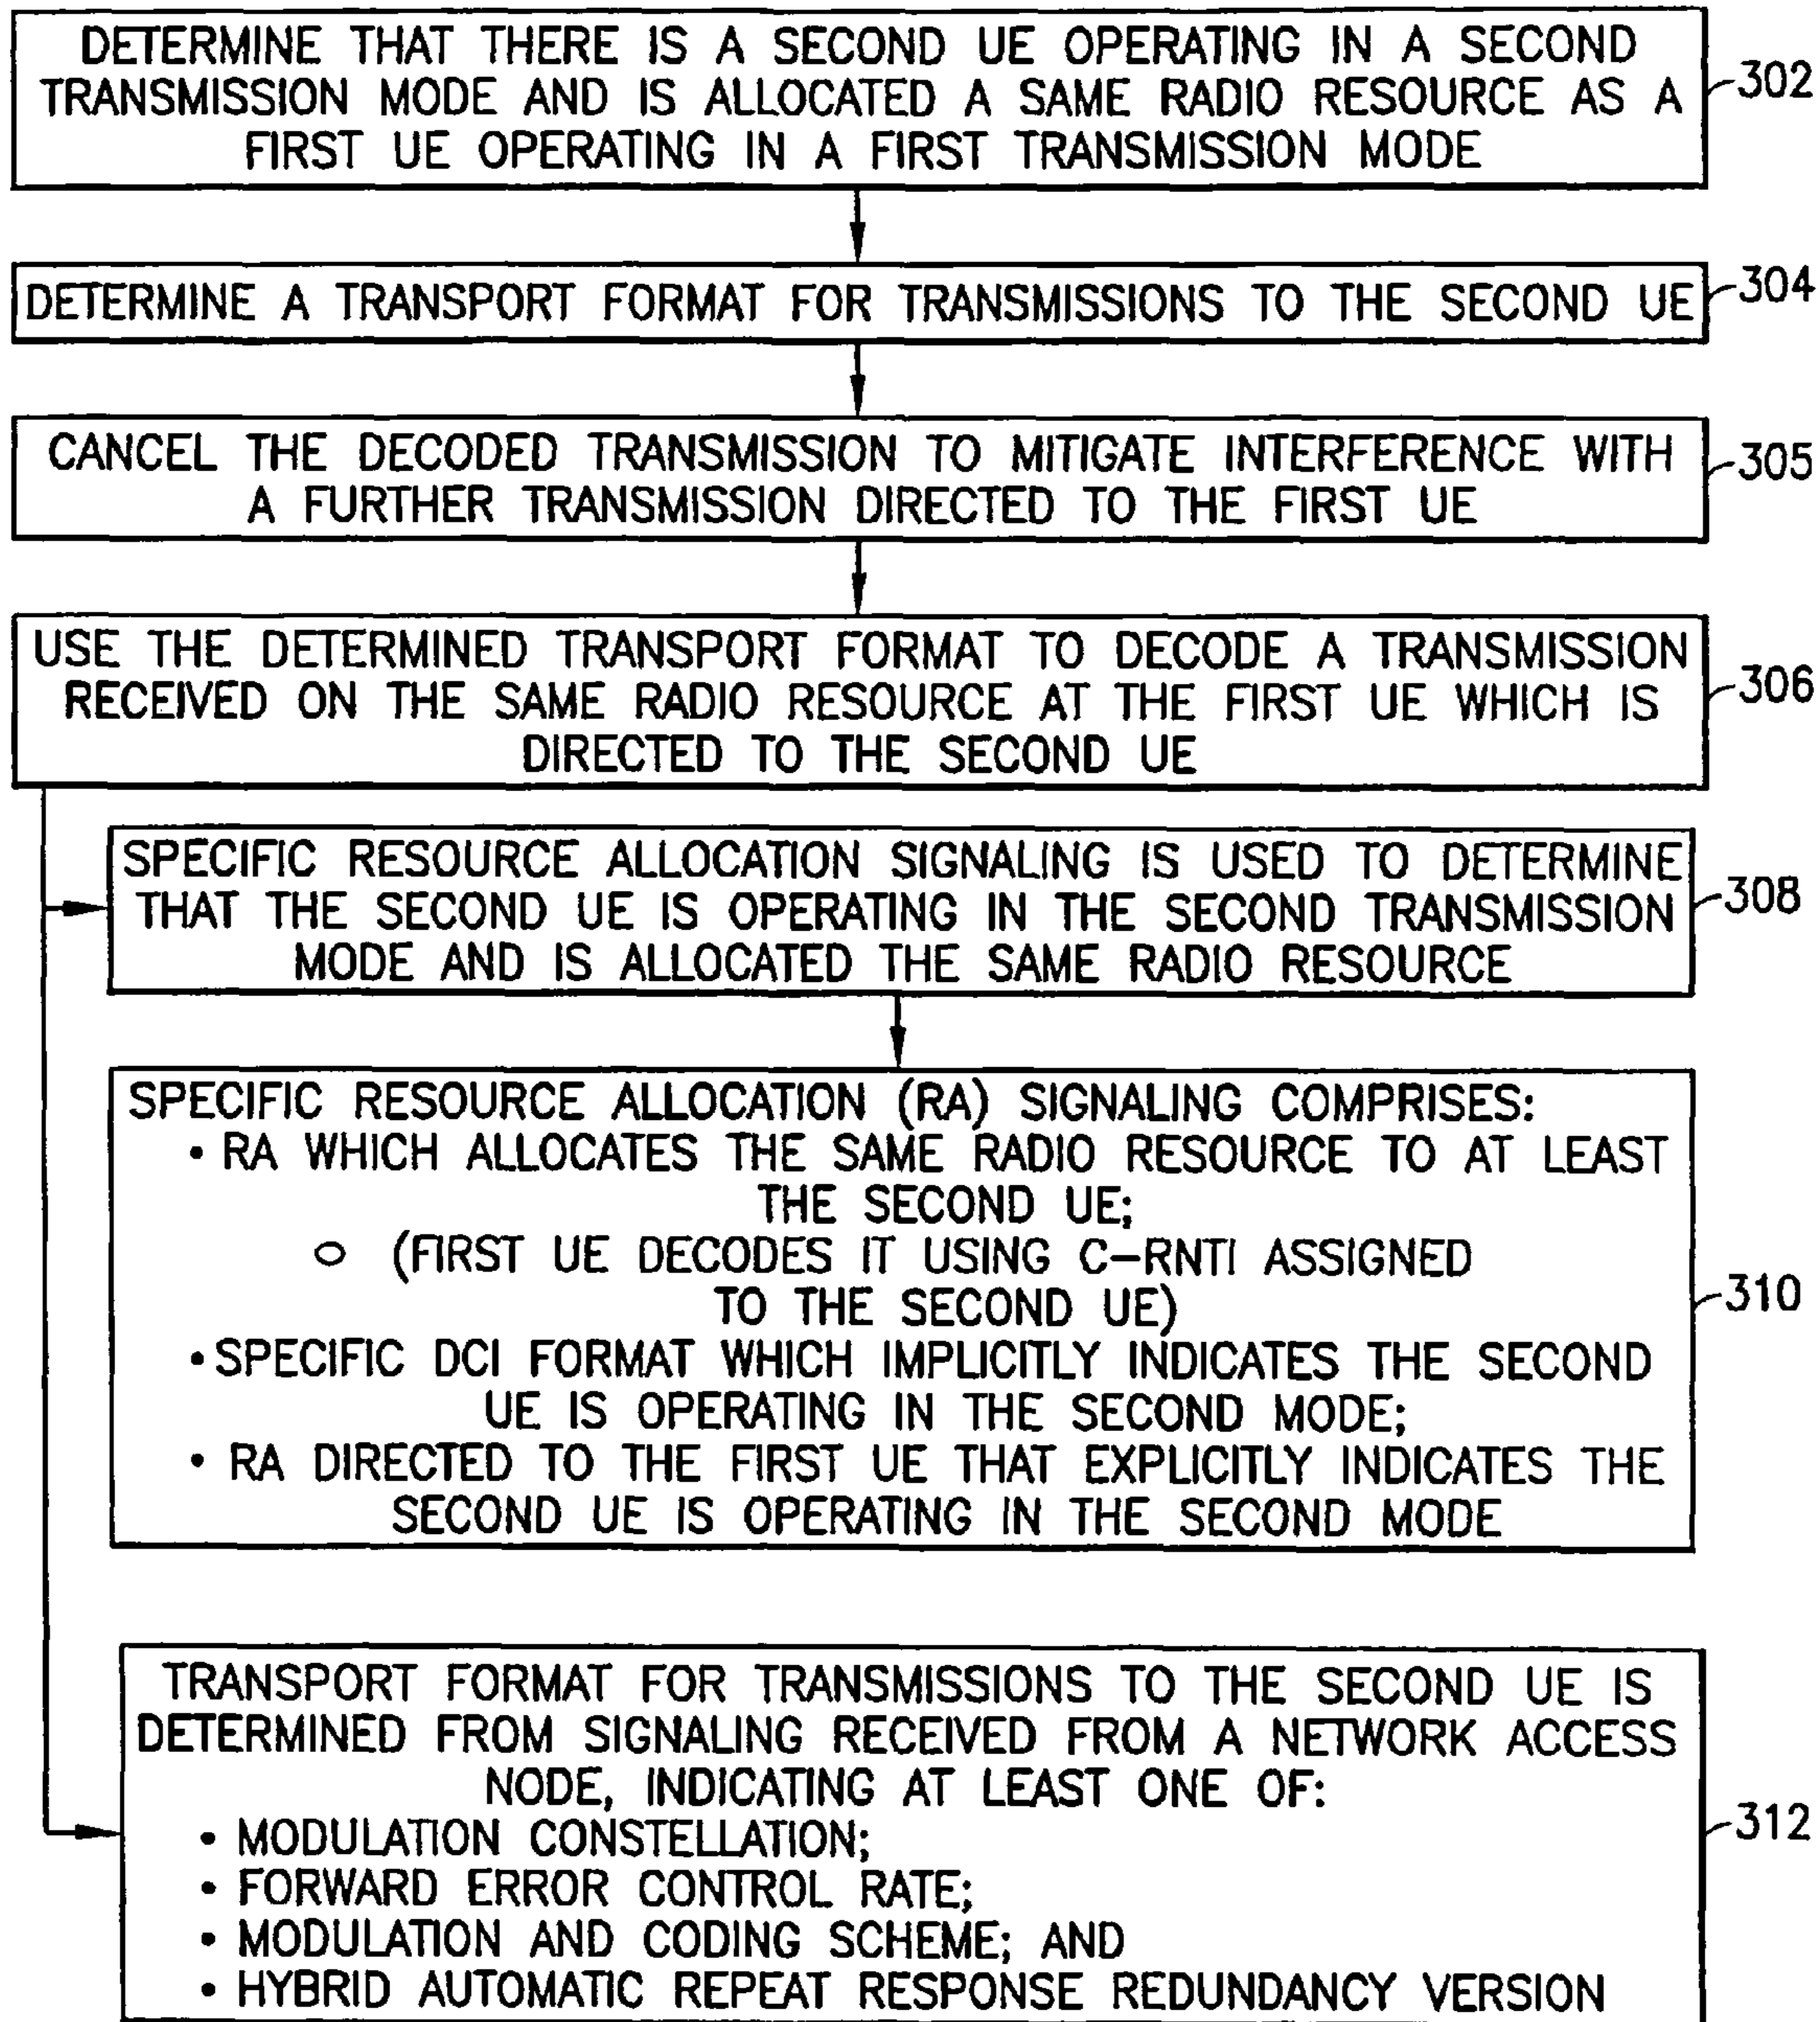 DETERMINE THAT THERE IS A SECOND UE OPERATING IN A SECOND
TRANSMISSION MODE AND IS ALLOCATED A SAME RADIO RESOURCE AS A
FIRST UE OPERATING IN A FIRST TRANSMISSION MODE
302
DETERMINE A TRANSPORT FORMAT FOR TRANSMISSIONS TO THE SECOND UE
304
CANCEL THE DECODED TRANSMISSION TO MITIGATE INTERFERENCE WITH
A FURTHER TRANSMISSION DIRECTED TO THE FIRST UE
305
USE THE DETERMINED TRANSPORT FORMAT TO DECODE A TRANSMISSION
RECEIVED ON THE SAME RADIO RESOURCE AT THE FIRST UE WHICH IS
DIRECTED TO THE SECOND UE
306
SPECIFIC RESOURCE ALLOCATION SIGNALING IS USED TO DETERMINE
THAT THE SECOND UE IS OPERATING IN THE SECOND TRANSMISSION
MODE AND IS ALLOCATED THE SAME RADIO RESOURCE
308
SPECIFIC RESOURCE ALLOCATION (RA) SIGNALING COMPRISES:
• RA WHICH ALLOCATES THE SAME RADIO RESOURCE TO AT LEAST
THE SECOND UE;
○ (FIRST UE DECODES IT USING C-RNTI ASSIGNED
TO THE SECOND UE)
• SPECIFIC DCI FORMAT WHICH IMPLICITLY INDICATES THE SECOND
UE IS OPERATING IN THE SECOND MODE;
• RA DIRECTED TO THE FIRST UE THAT EXPLICITLY INDICATES THE
SECOND UE IS OPERATING IN THE SECOND MODE
310
TRANSPORT FORMAT FOR TRANSMISSIONS TO THE SECOND UE IS
DETERMINED FROM SIGNALING RECEIVED FROM A NETWORK ACCESS
NODE, INDICATING AT LEAST ONE OF:
• MODULATION CONSTELLATION;
• FORWARD ERROR CONTROL RATE;
• MODULATION AND CODING SCHEME; AND
• HYBRID AUTOMATIC REPEAT RESPONSE REDUNDANCY VERSION
312